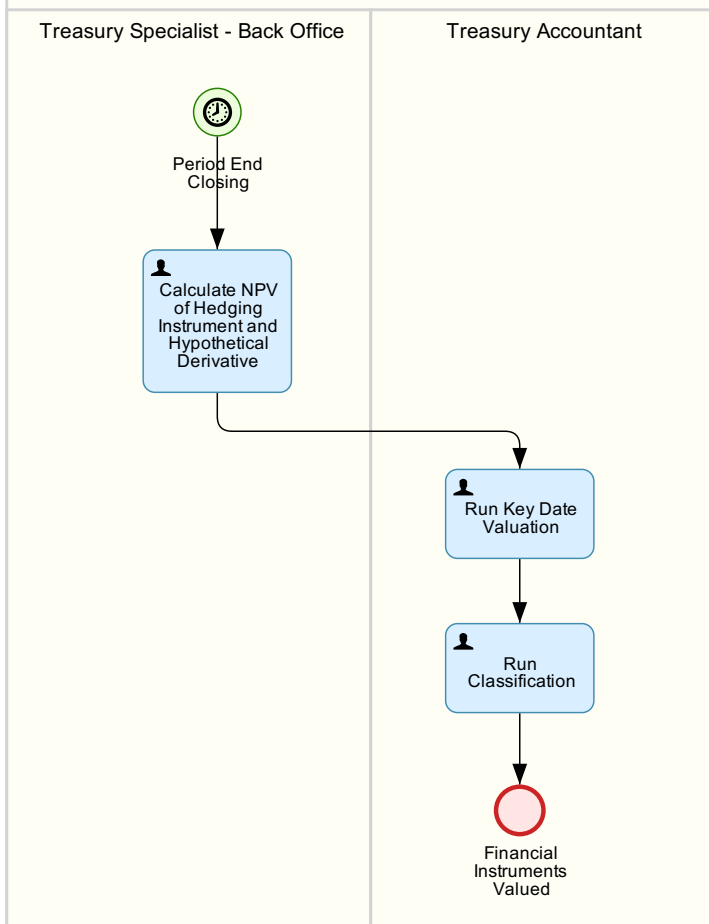 Treasury Specialist - Back Office
Treasury Accountant
Period End
Closing
Calculate NPV
of Hedging
Instrument and
Hypothetical
Derivative
Run Key Date
Valuation
Run
Classification
Financial
Instruments
Valued